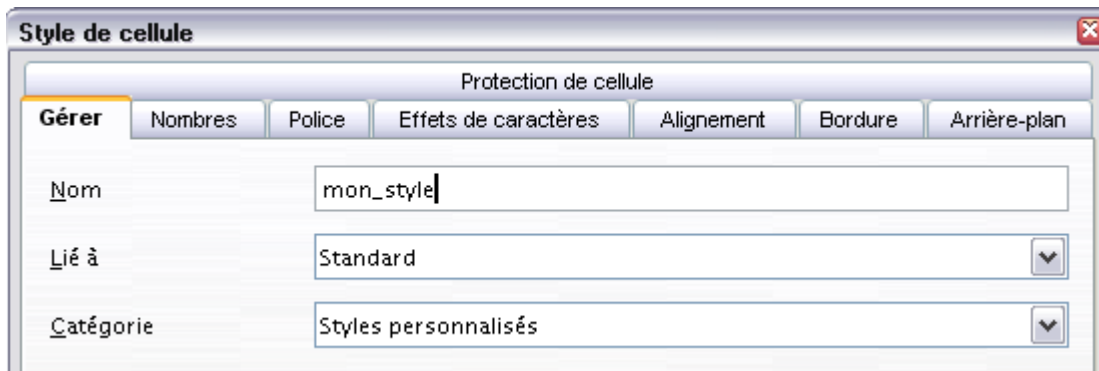 Style de cellule
Protection de cellule
Gérer Nombres Police Effets de caractères Alignement Bordure Arrière-plan
Nom mon_style
Lié à Standard
Catégorie Styles personnalisés